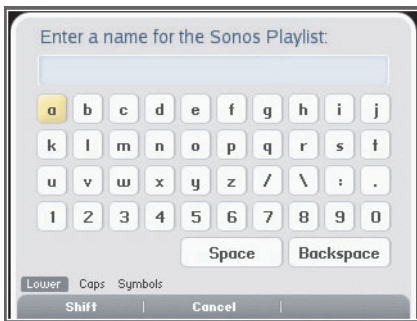 Enter a name for the Sonos Playlist:
a b c d e f g h i j
k l m n o p q r s t
u v w x y z / \ : .
1 2 3 4 5 6 7 8 9 0
Space Backspace
Lower Caps Symbols
Shift Cancel